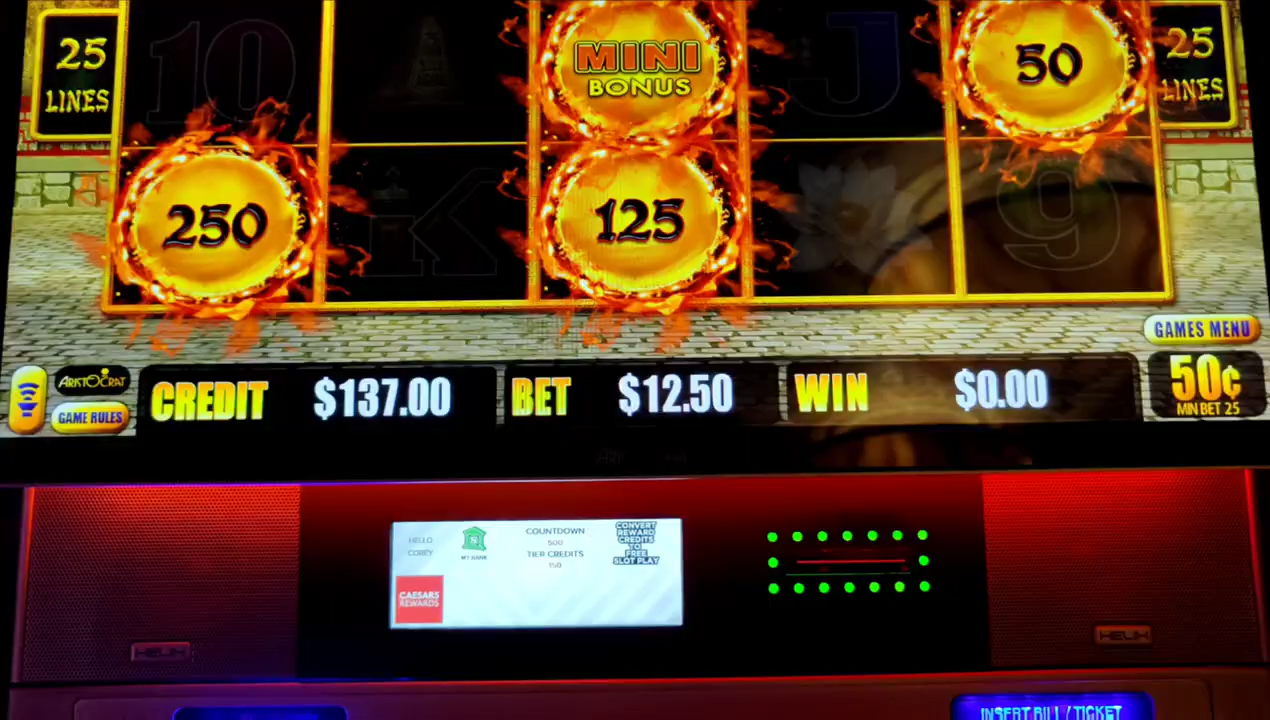 25
LINES
10
MINI
BONUS
J
50
25
LINES
250
K
125
9
GAMES MENU
ARISTOCRAT
GAME RULES
CREDIT
$137.00
BET
$12.50
WIN
$0.00
50¢
MIN BET 25
HELLO
COREY
MY BANK
COUNTDOWN
500
TIER CREDITS
150
CONVERT
REWARD
CREDITS
TO
FREE
SLOT PLAY
CAESARS
REWARDS
HELIX
HELIX
INSERT BILL / TICKET